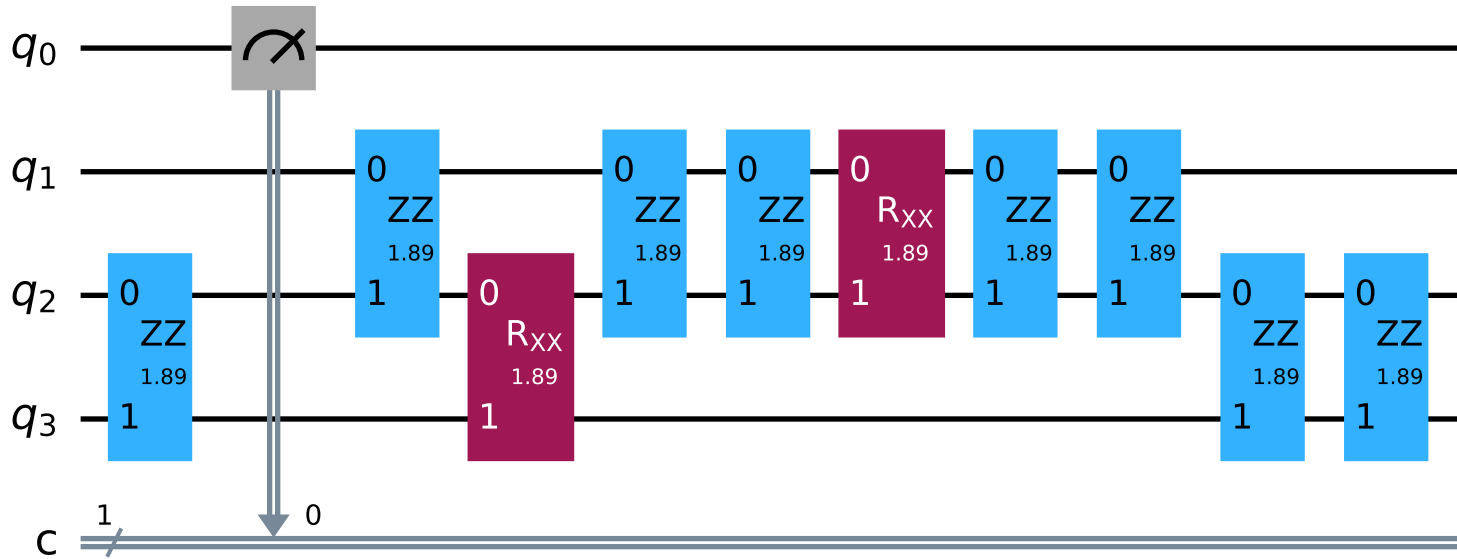 q0
0 0 0 0 0 0
q1
ZZ ZZ ZZ RXX ZZ ZZ
1.89 1.89 1.89 1.89 1.89 1.89
0 1 0 1 1 1 1 1 0 0
q2
ZZ RXX ZZ ZZ
1.89 1.89 1.89 1.89
1 1 1 1
q3
1 0
c